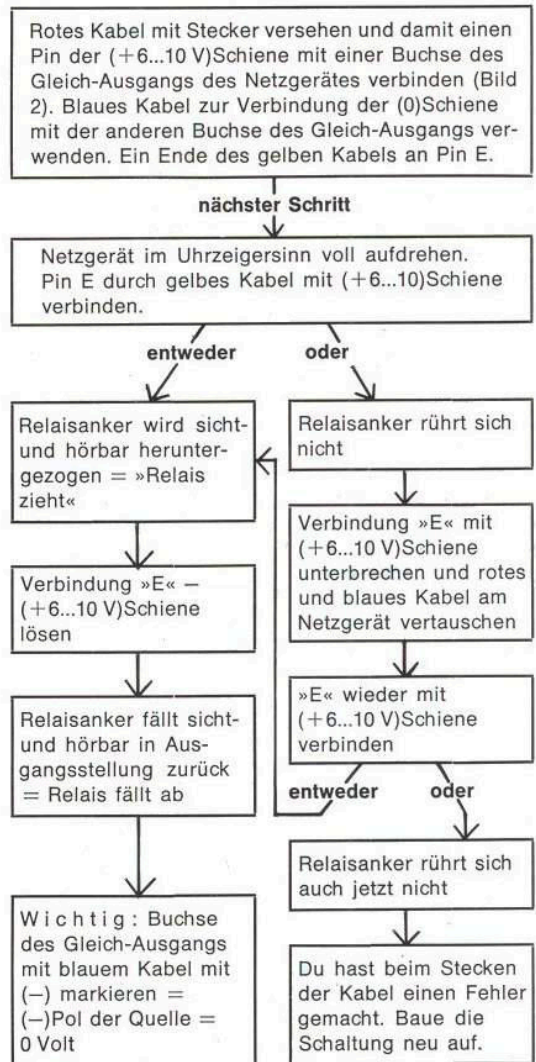 Rotes Kabel mit Stecker versehen und damit einen
Pin der (+6...10 V)Schiene mit einer Buchse des
Gleich-Ausgangs des Netzgerätes verbinden (Bild
2). Blaues Kabel zur Verbindung der (0)Schiene
mit der anderen Buchse des Gleich-Ausgangs ver-
wenden. Ein Ende des gelben Kabels an Pin E.
nächster Schritt
Netzgerät im Uhrzeigersinn voll aufdrehen.
Pin E durch gelbes Kabel mit (+6...10)Schiene
verbinden.
entweder
oder
Relaisanker wird sicht-
und hörbar herunter-
gezogen = »Relais
zieht«
Verbindung »E« –
(+6...10 V)Schiene
lösen
Relaisanker fällt sicht-
und hörbar in Aus-
gangsstellung zurück
= Relais fällt ab
Wichtig: Buchse
des Gleich-Ausgangs
mit blauem Kabel mit
(–) markieren =
(–)Pol der Quelle =
0 Volt
Relaisanker rührt sich
nicht
Verbindung »E« mit
(+6...10 V)Schiene
unterbrechen und rotes
und blaues Kabel am
Netzgerät vertauschen
»E« wieder mit
(+6...10 V)Schiene
verbinden
entweder
oder
Relaisanker rührt sich
auch jetzt nicht
Du hast beim Stecken
der Kabel einen Fehler
gemacht. Baue die
Schaltung neu auf.